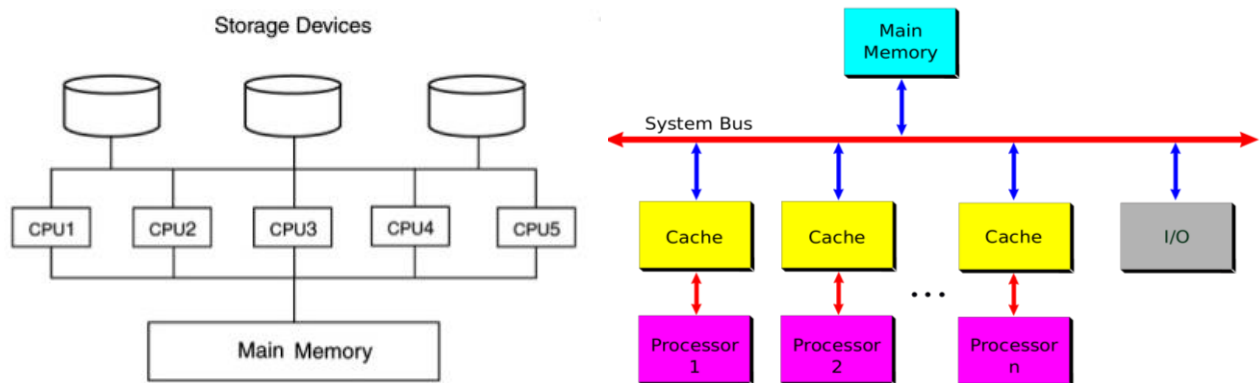 Storage Devices
CPU1 CPU2 CPU3 CPU4 CPU5
Main Memory
Main
Memory
System Bus
Cache Cache Cache I/O
...
Processor
1
Processor
2
Processor
n